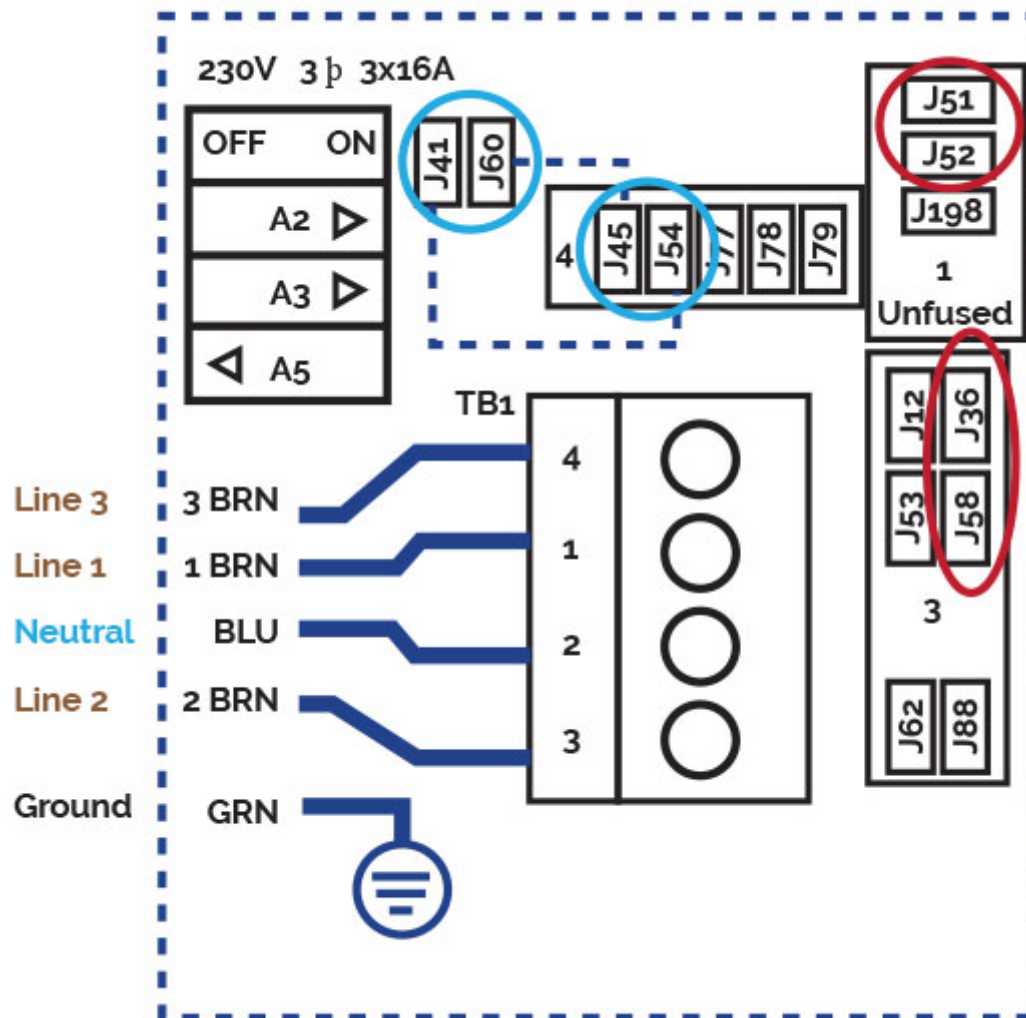 230V 3 þ 3x16A
OFF ON
A2
A3
A5
J41
J60
4
J45
J54
J77
J78
J79
J51
J52
J198
1
Unfused
J12
J36
J53
J58
3
J62
J88
TB1
4
1
2
3
Line 3 3 BRN
Line 1 1 BRN
Neutral BLU
Line 2 2 BRN
Ground GRN